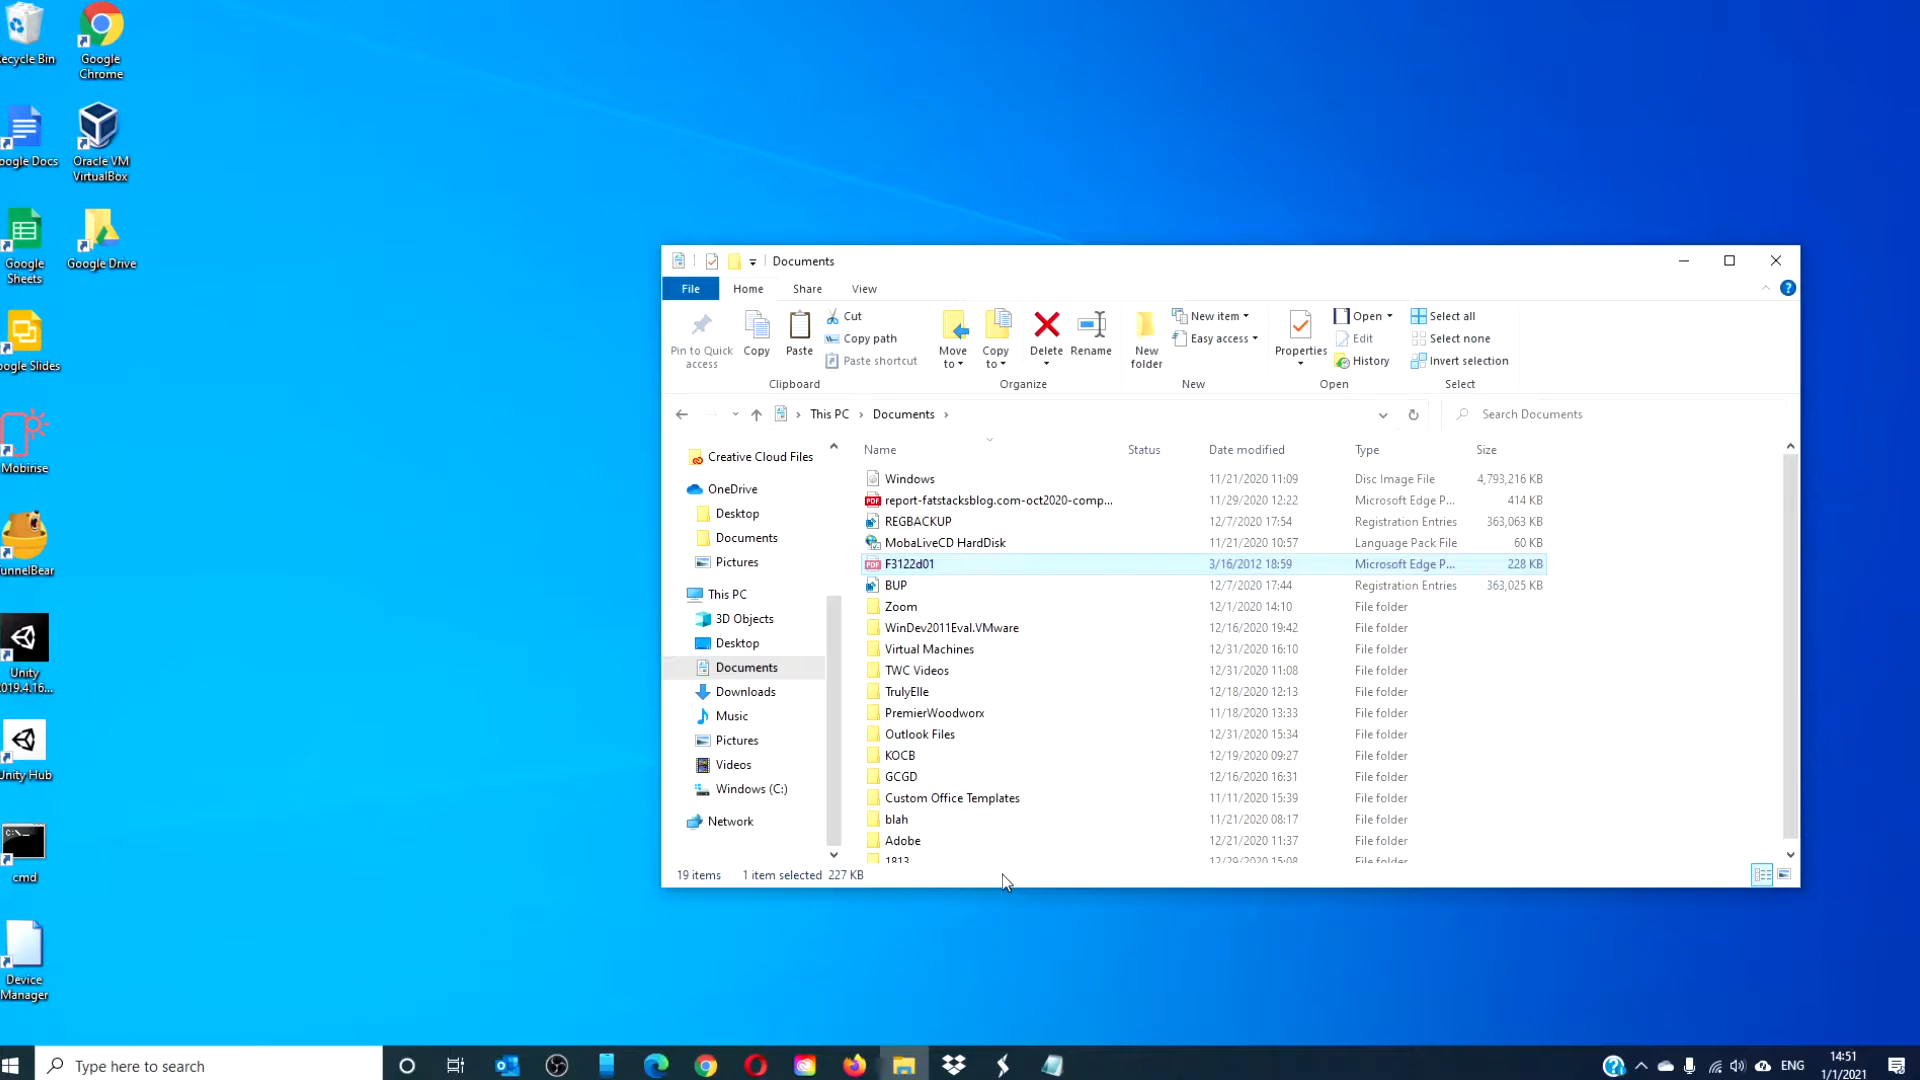 ecycle Bin
Google
Chrome
oogle Docs
Oracle VM
VirtualBox
Google
Sheets
Google Drive
oogle Slides
Mobirise
unnelBear
Unity
019.4.16...
Unity Hub
cmd
Device
Manager
Documents
File
Home
Share
View
Pin to Quick
access
Copy
Paste
Cut
Copy path
Paste shortcut
Clipboard
Move
to
Copy
to
Delete
Rename
Organize
New
folder
New item
Easy access
New
Properties
Open
Edit
History
Open
Select all
Select none
Invert selection
Select
This PC > Documents >
Search Documents
Creative Cloud Files
OneDrive
Desktop
Documents
Pictures
This PC
3D Objects
Desktop
Documents
Downloads
Music
Pictures
Videos
Windows (C:)
Network
Name Status Date modified Type Size
Windows 11/21/2020 11:09 Disc Image File 4,793,216 KB
PDF report-fatstacksblog.com-oct2020-comp... 11/29/2020 12:22 Microsoft Edge P... 414 KB
REGBACKUP 12/7/2020 17:54 Registration Entries 363,063 KB
MobaLiveCD HardDisk 11/21/2020 10:57 Language Pack File 60 KB
PDF F3122d01 3/16/2012 18:59 Microsoft Edge P... 228 KB
BUP 12/7/2020 17:44 Registration Entries 363,025 KB
Zoom 12/1/2020 14:10 File folder
WinDev2011Eval.VMware 12/16/2020 19:42 File folder
Virtual Machines 12/31/2020 16:10 File folder
TWC Videos 12/31/2020 11:08 File folder
TrulyElle 12/18/2020 12:13 File folder
PremierWoodworx 11/18/2020 13:33 File folder
Outlook Files 12/31/2020 15:34 File folder
KOCB 12/19/2020 09:27 File folder
GCGD 12/16/2020 16:31 File folder
Custom Office Templates 11/11/2020 15:39 File folder
blah 11/21/2020 08:17 File folder
Adobe 12/21/2020 11:37 File folder
1813 12/29/2020 15:08 File folder
19 items 1 item selected 227 KB
Type here to search
ENG
14:51
1/1/2021